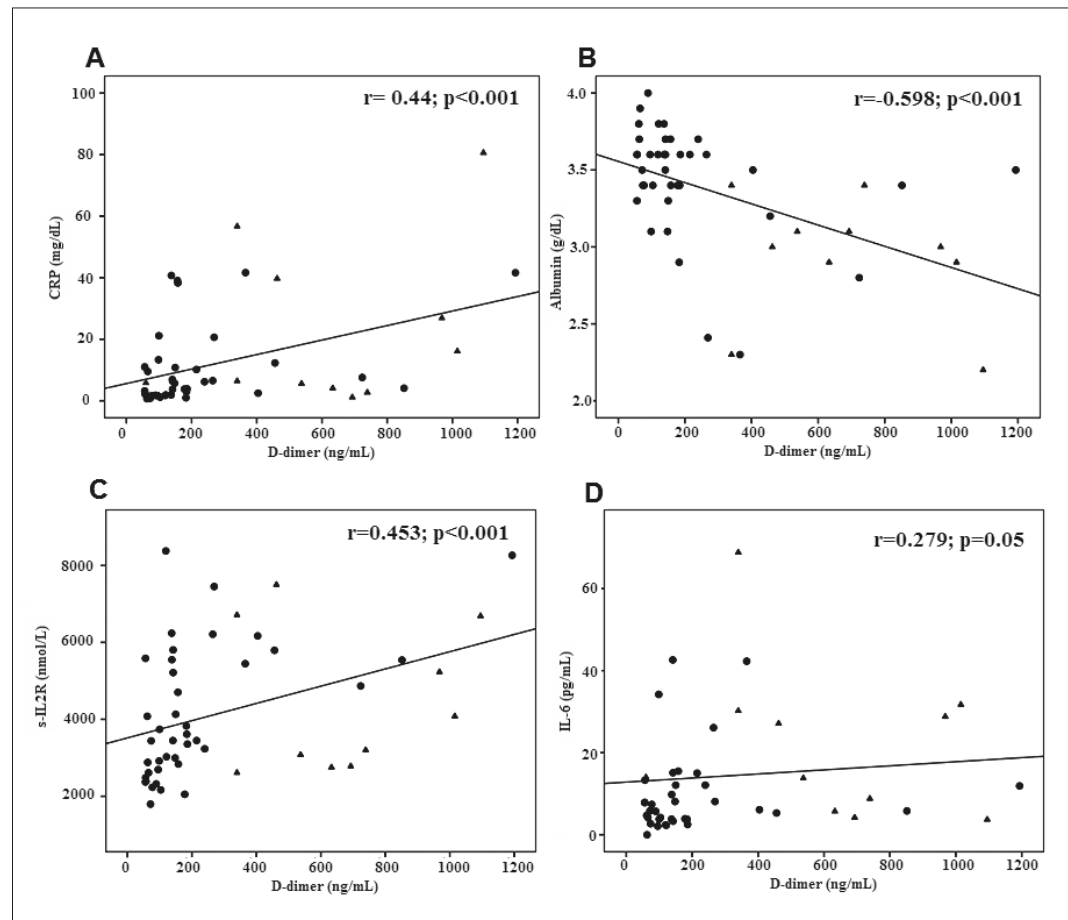 A
r= 0.44; p<0.001
100
80
60
40
20
0
CRP (mg/dL)
0 200 400 600 800 1000 1200
D-dimer (ng/mL)
B
r=-0.598; p<0.001
4.0
3.5
3.0
2.5
2.0
Albumin (g/dL)
0 200 400 600 800 1000 1200
D-dimer (ng/mL)
C
r=0.453; p<0.001
8000
6000
4000
2000
s-IL2R (nmol/L)
0 200 400 600 800 1000 1200
D-dimer (ng/mL)
D
r=0.279; p=0.05
60
40
20
0
IL-6 (pg/mL)
0 200 400 600 800 1000 1200
D-dimer (ng/mL)